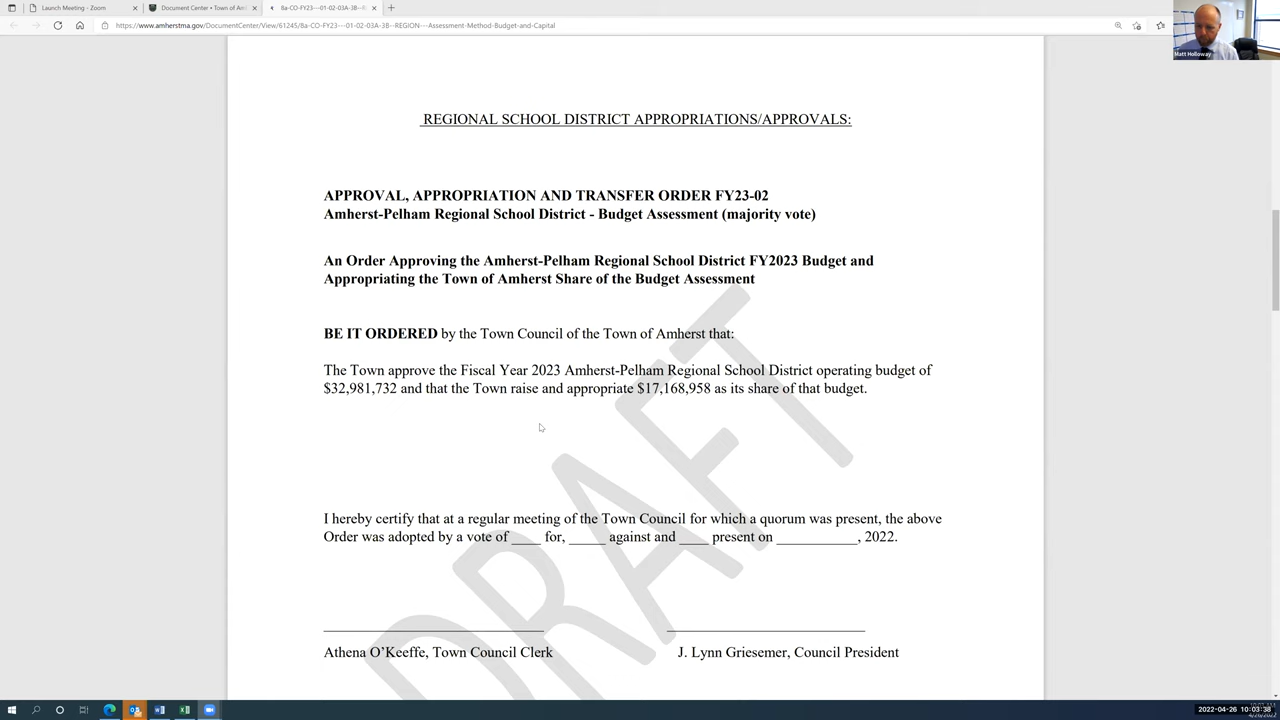 Launch Meeting - Zoom
Document Center • Town of Am
8a-CO-FY23---01-02-03A-3B--R
https://www.amherstma.gov/DocumentCenter/View/61245/8a-CO-FY23---01-02-03A-3B--REGION---Assessment-Method-Budget-and-Capital
Matt Holloway
REGIONAL SCHOOL DISTRICT APPROPRIATIONS/APPROVALS:
APPROVAL, APPROPRIATION AND TRANSFER ORDER FY23-02
Amherst-Pelham Regional School District - Budget Assessment (majority vote)
An Order Approving the Amherst-Pelham Regional School District FY2023 Budget and
Appropriating the Town of Amherst Share of the Budget Assessment
BE IT ORDERED by the Town Council of the Town of Amherst that:
The Town approve the Fiscal Year 2023 Amherst-Pelham Regional School District operating budget of
$32,981,732 and that the Town raise and appropriate $17,168,958 as its share of that budget.
DRAFT
I hereby certify that at a regular meeting of the Town Council for which a quorum was present, the above
Order was adopted by a vote of ____ for, _____ against and ____ present on ___________, 2022.
Athena O'Keeffe, Town Council Clerk
J. Lynn Griesemer, Council President
2022-04-26 10:03:38